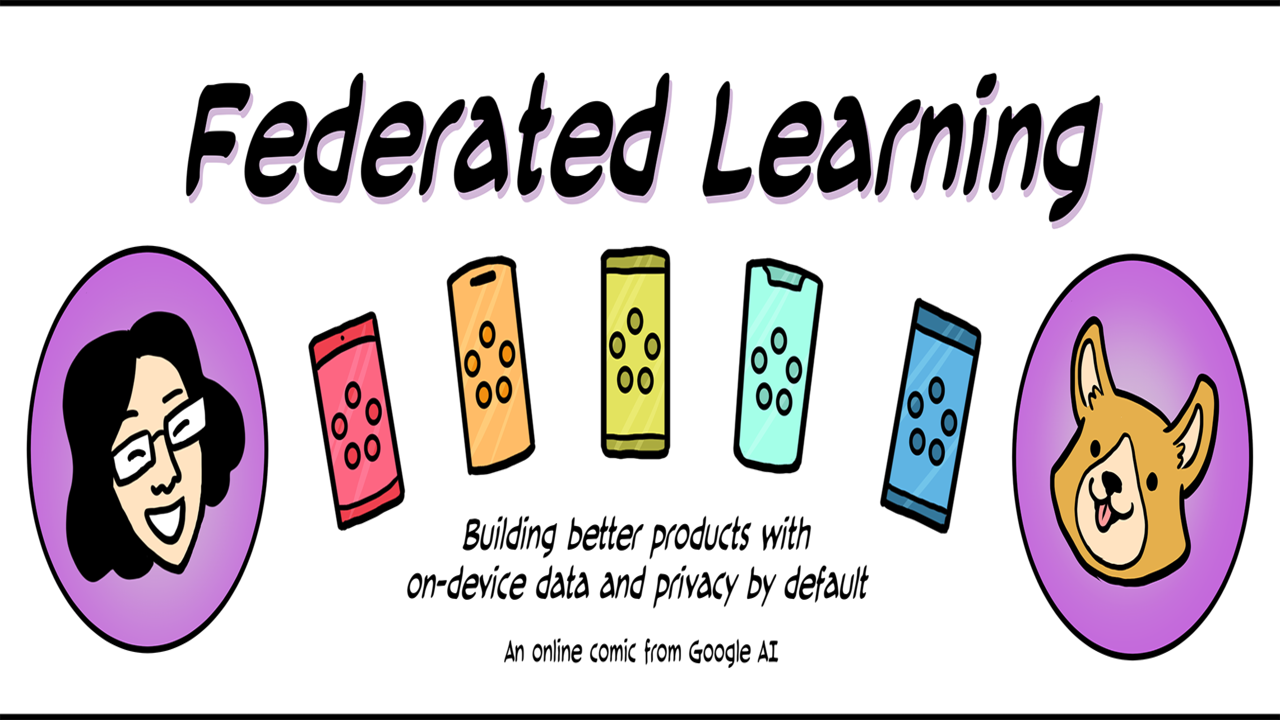 Federated Learning
Building better products with
on-device data and privacy by default
An online comic from Google AI